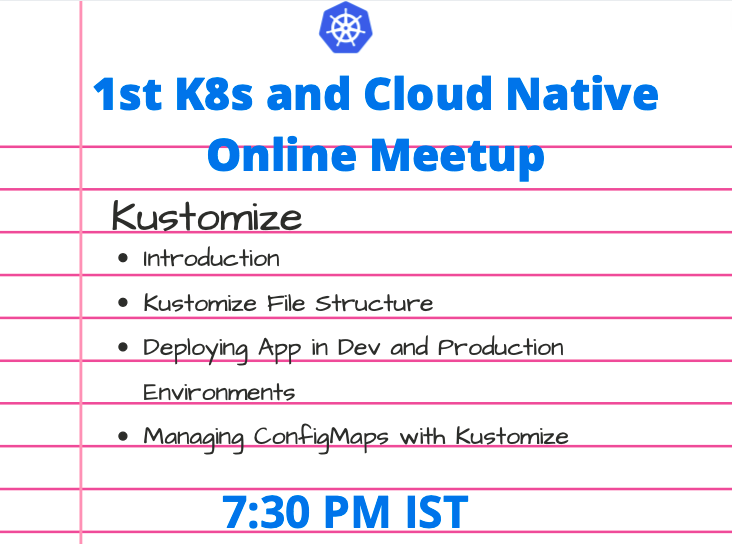 1st K8s and Cloud Native
Online Meetup
Kustomize
• Introduction
• Kustomize File Structure
• Deploying App in Dev and Production
Environments
• Managing ConfigMaps with Kustomize
7:30 PM IST